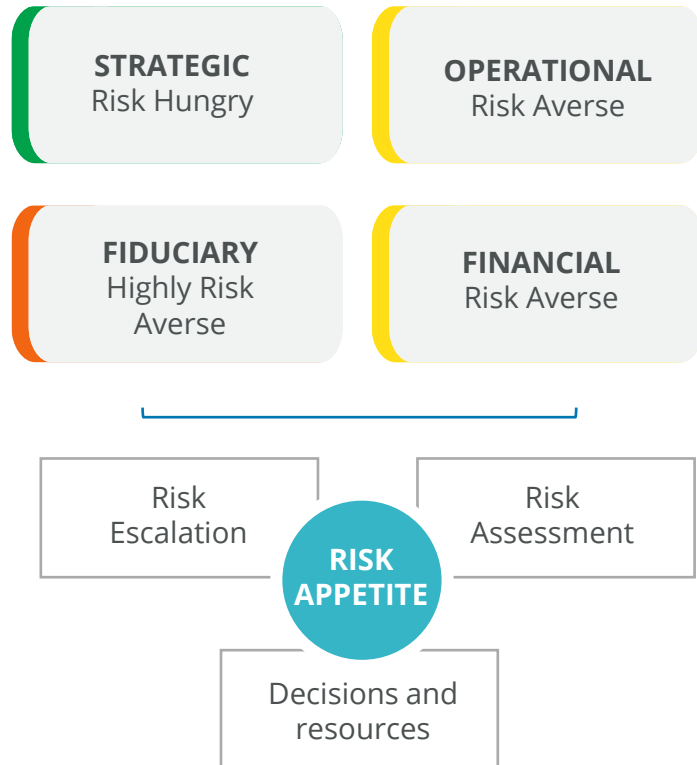 STRATEGIC
Risk Hungry
OPERATIONAL
Risk Averse
FIDUCIARY
Highly Risk
Averse
FINANCIAL
Risk Averse
Risk
Escalation
Risk
Assessment
RISK
APPETITE
Decisions and
resources